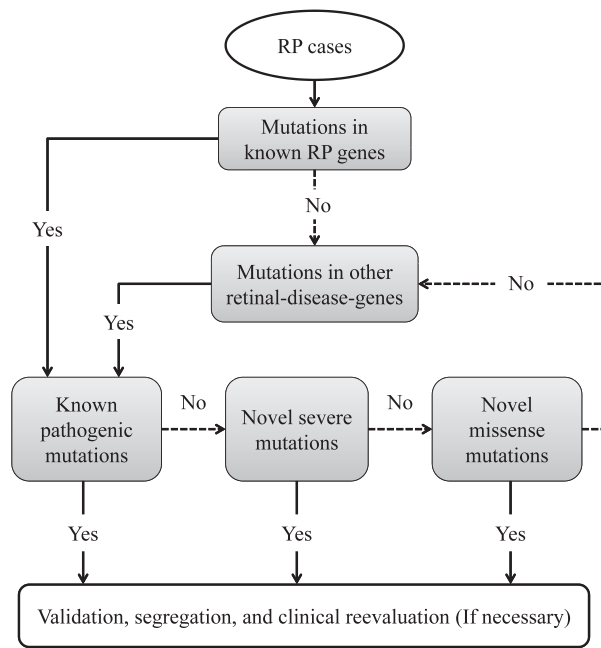 RP cases
Mutations in
known RP genes
No
Yes
Mutations in other
retinal-disease-genes
No
Yes
Known
pathogenic
mutations
No
Novel severe
mutations
No
Novel
missense
mutations
Yes
Yes
Yes
Validation, segregation, and clinical reevaluation (If necessary)